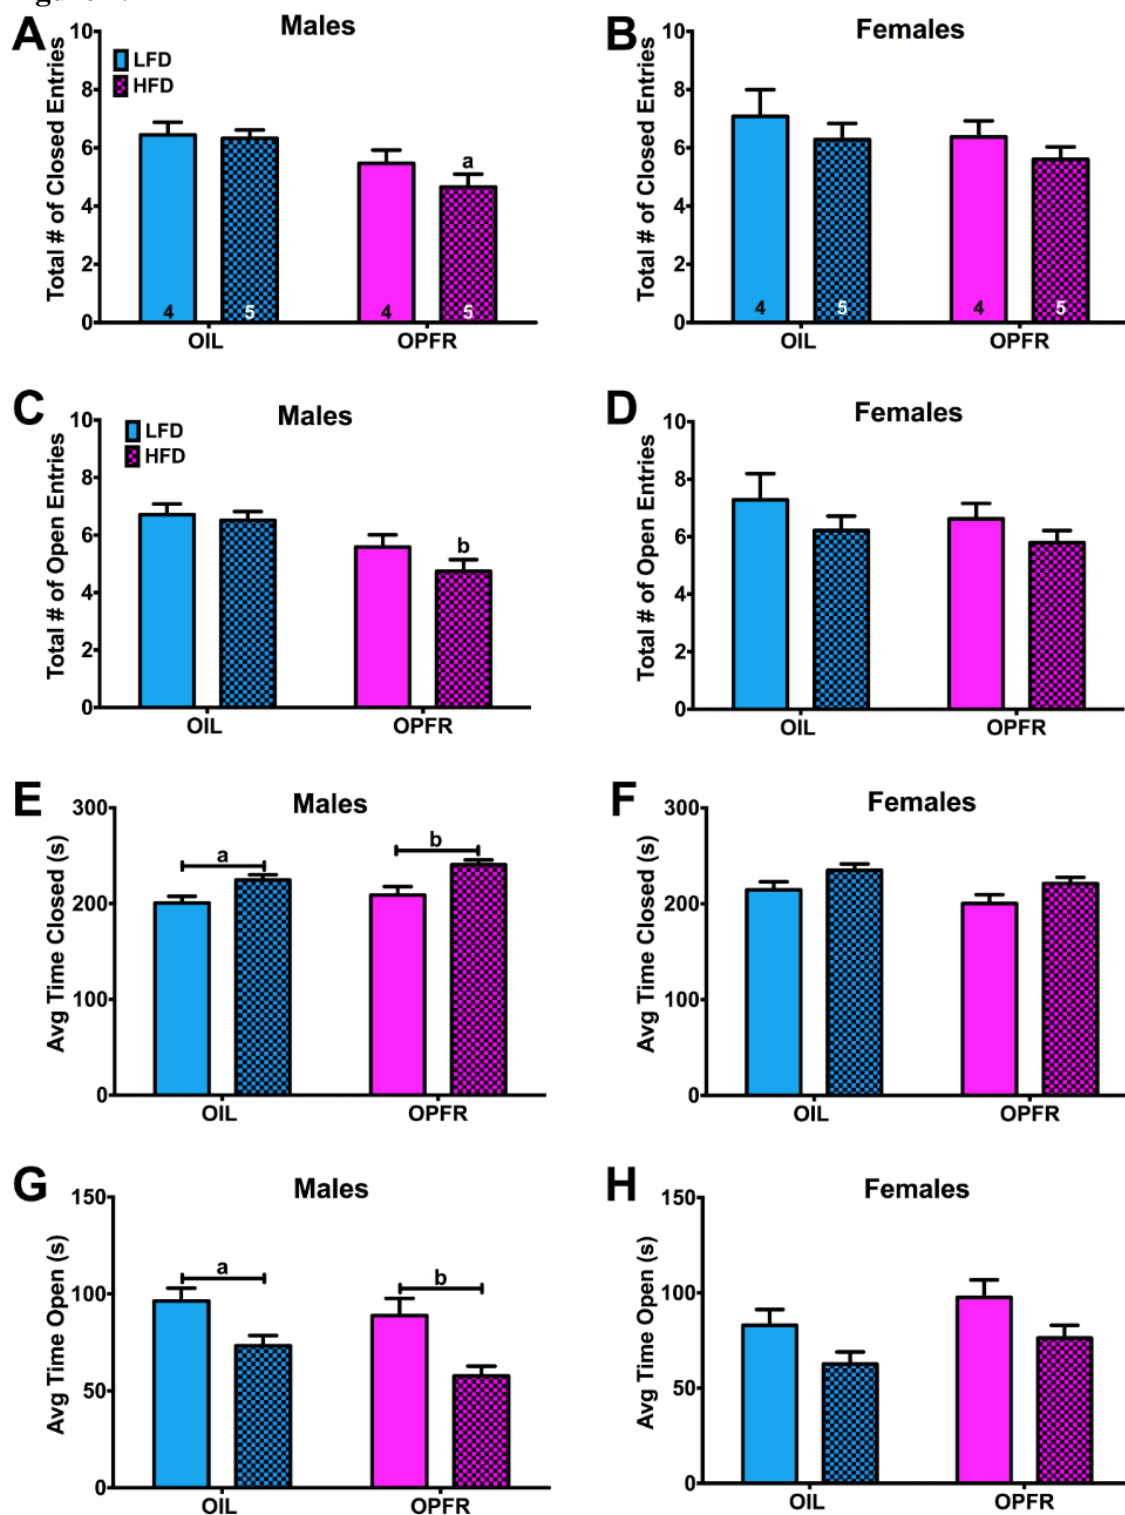 A
Males
10
8
6
4
2
0
Total # of Closed Entries
LFD
HFD
a
4
5
4
5
OIL
OPFR
B
Females
10
8
6
4
2
0
Total # of Closed Entries
4
5
4
5
OIL
OPFR
C
Males
10
8
6
4
2
0
Total # of Open Entries
LFD
HFD
b
OIL
OPFR
D
Females
10
8
6
4
2
0
Total # of Open Entries
OIL
OPFR
E
Males
300
200
100
0
Avg Time Closed (s)
a
b
OIL
OPFR
F
Females
300
200
100
0
Avg Time Closed (s)
OIL
OPFR
G
Males
150
100
50
0
Avg Time Open (s)
a
b
OIL
OPFR
H
Females
150
100
50
0
Avg Time Open (s)
OIL
OPFR